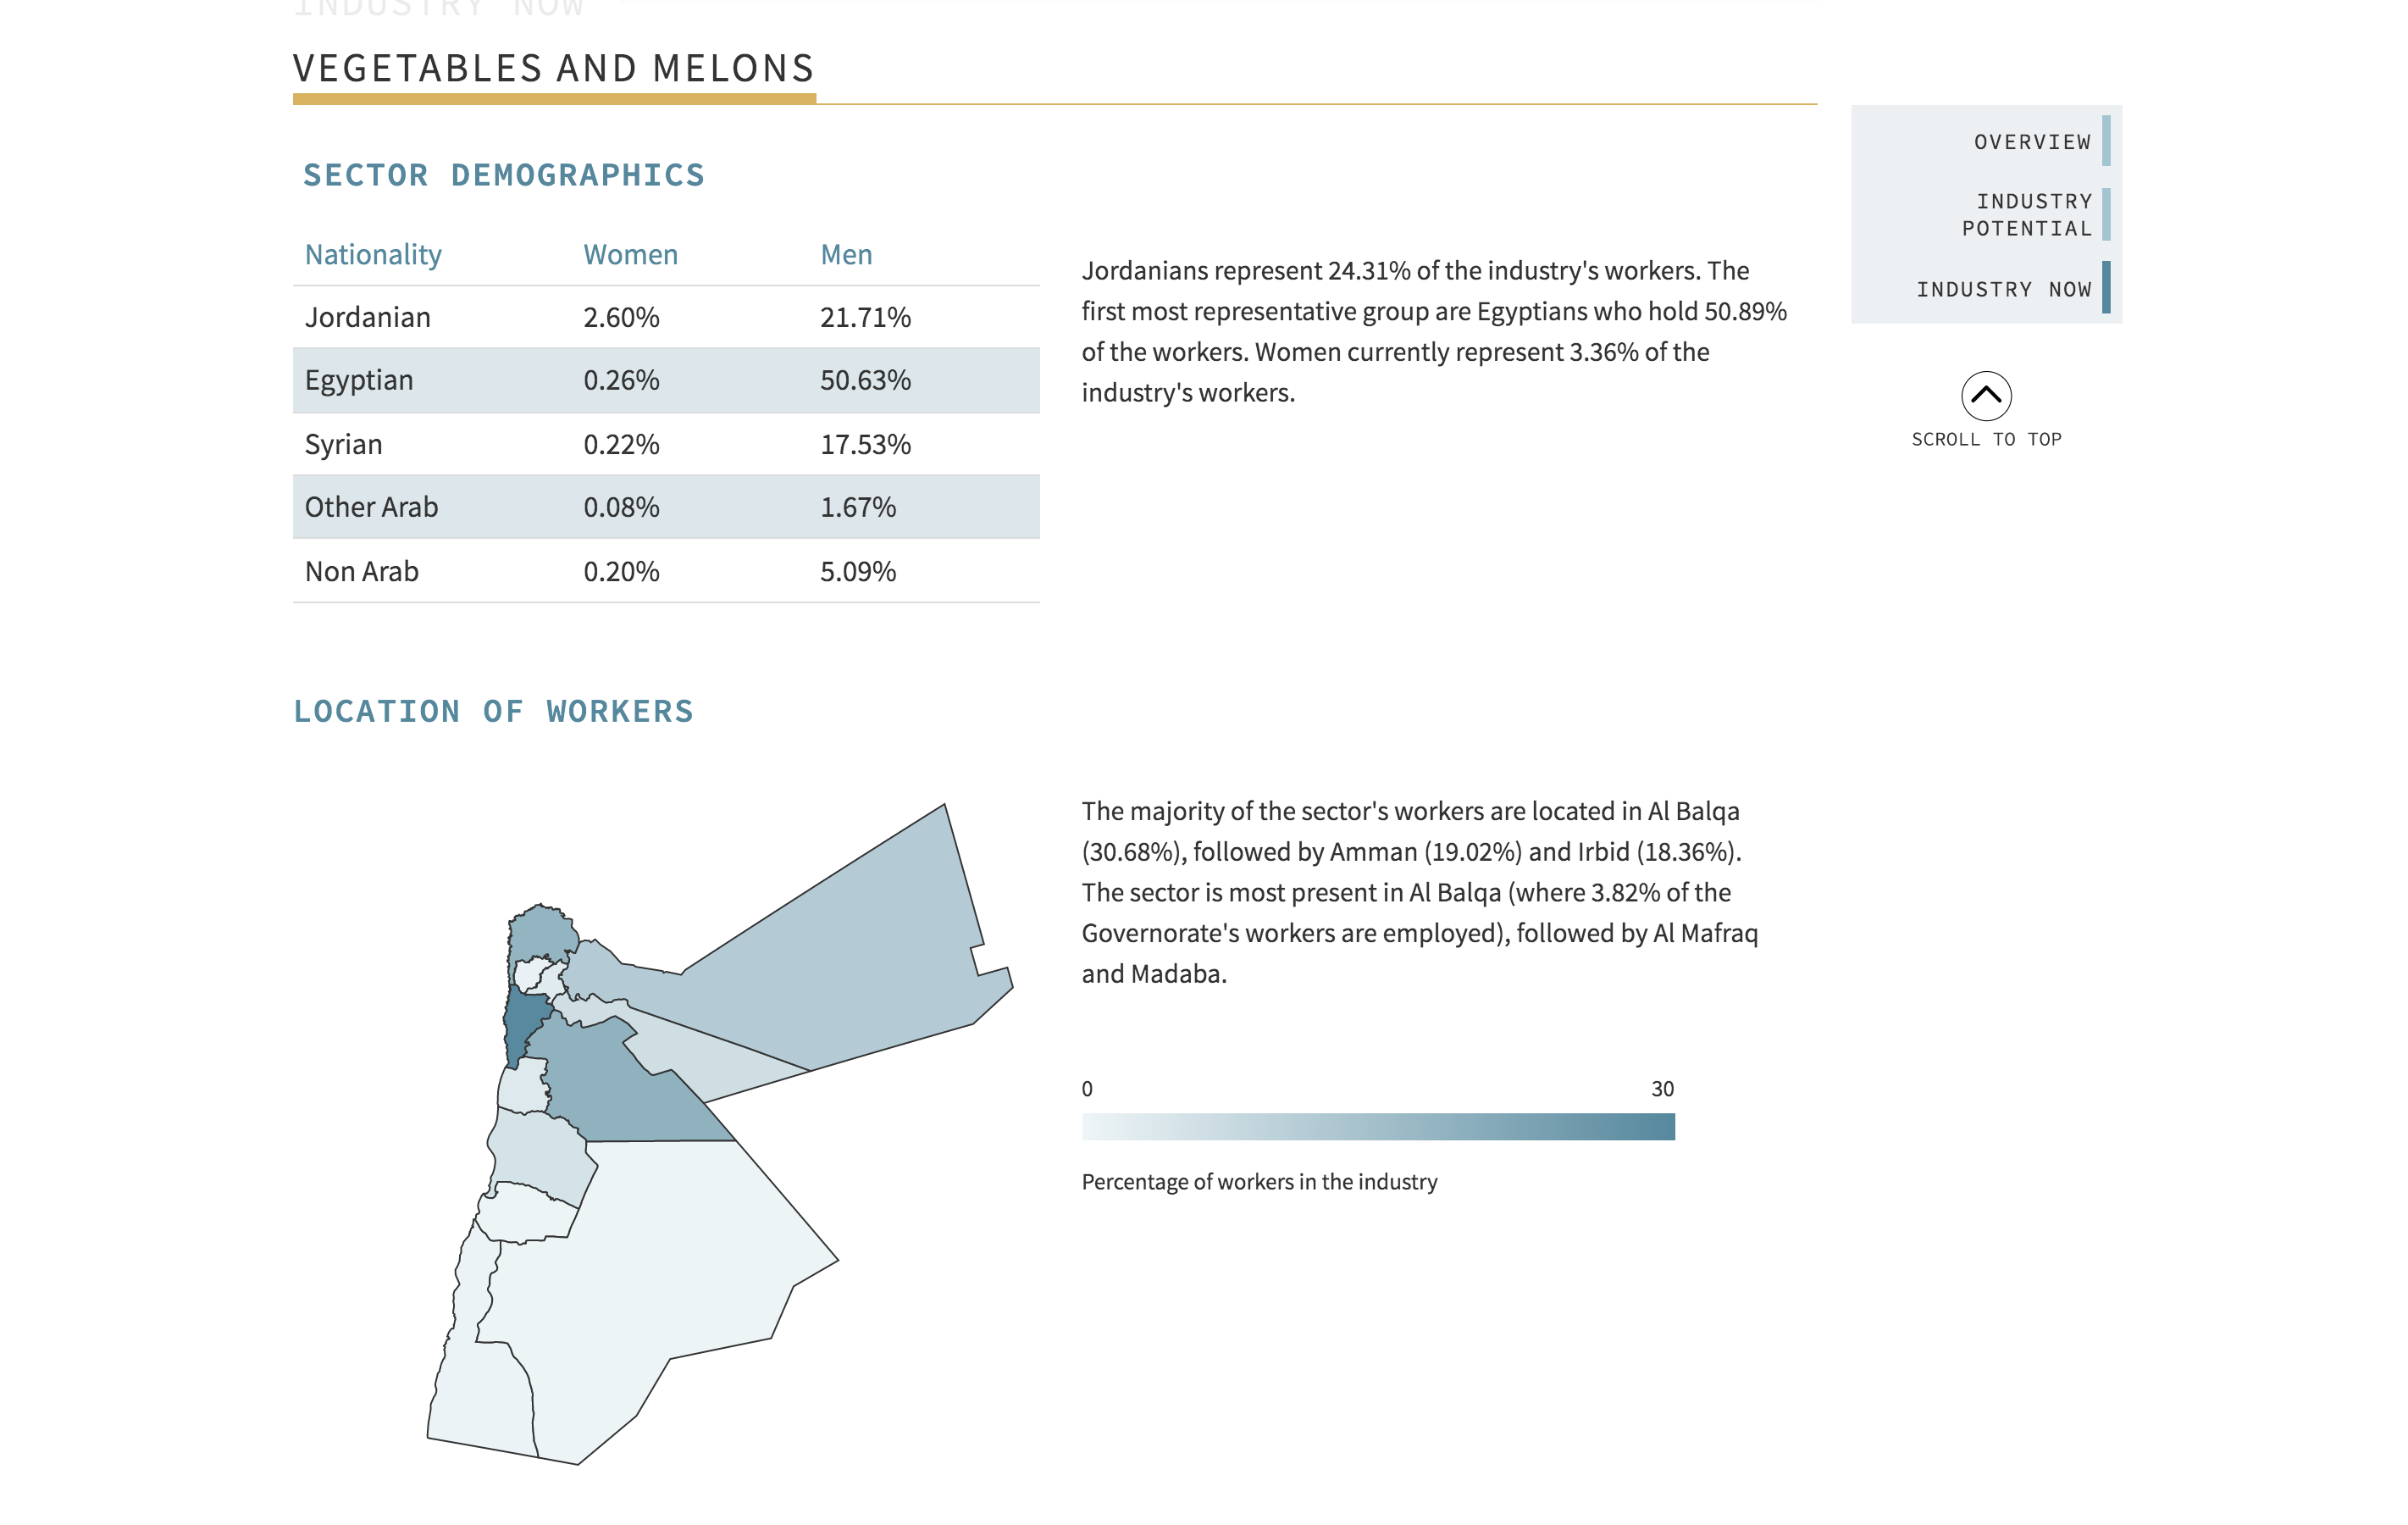 INDUSTRY NOW
VEGETABLES AND MELONS
SECTOR DEMOGRAPHICS
Nationality Women Men
Jordanian 2.60% 21.71%
Egyptian 0.26% 50.63%
Syrian 0.22% 17.53%
Other Arab 0.08% 1.67%
Non Arab 0.20% 5.09%
Jordanians represent 24.31% of the industry's workers. The
first most representative group are Egyptians who hold 50.89%
of the workers. Women currently represent 3.36% of the
industry's workers.
OVERVIEW
INDUSTRY
POTENTIAL
INDUSTRY NOW
SCROLL TO TOP
LOCATION OF WORKERS
The majority of the sector's workers are located in Al Balqa
(30.68%), followed by Amman (19.02%) and Irbid (18.36%).
The sector is most present in Al Balqa (where 3.82% of the
Governorate's workers are employed), followed by Al Mafraq
and Madaba.
0 30
Percentage of workers in the industry